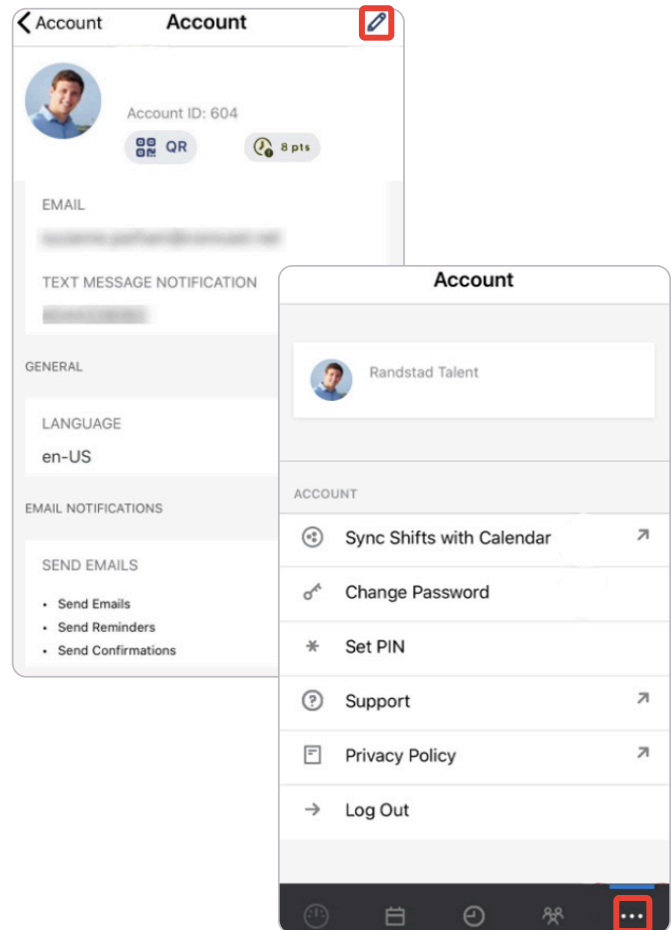 Account
Account
Account ID: 604
QR
8 pts
EMAIL
TEXT MESSAGE NOTIFICATION
GENERAL
LANGUAGE
en-US
EMAIL NOTIFICATIONS
SEND EMAILS
• Send Emails
• Send Reminders
• Send Confirmations
Account
Randstad Talent
ACCOUNT
Sync Shifts with Calendar
Change Password
Set PIN
Support
Privacy Policy
Log Out